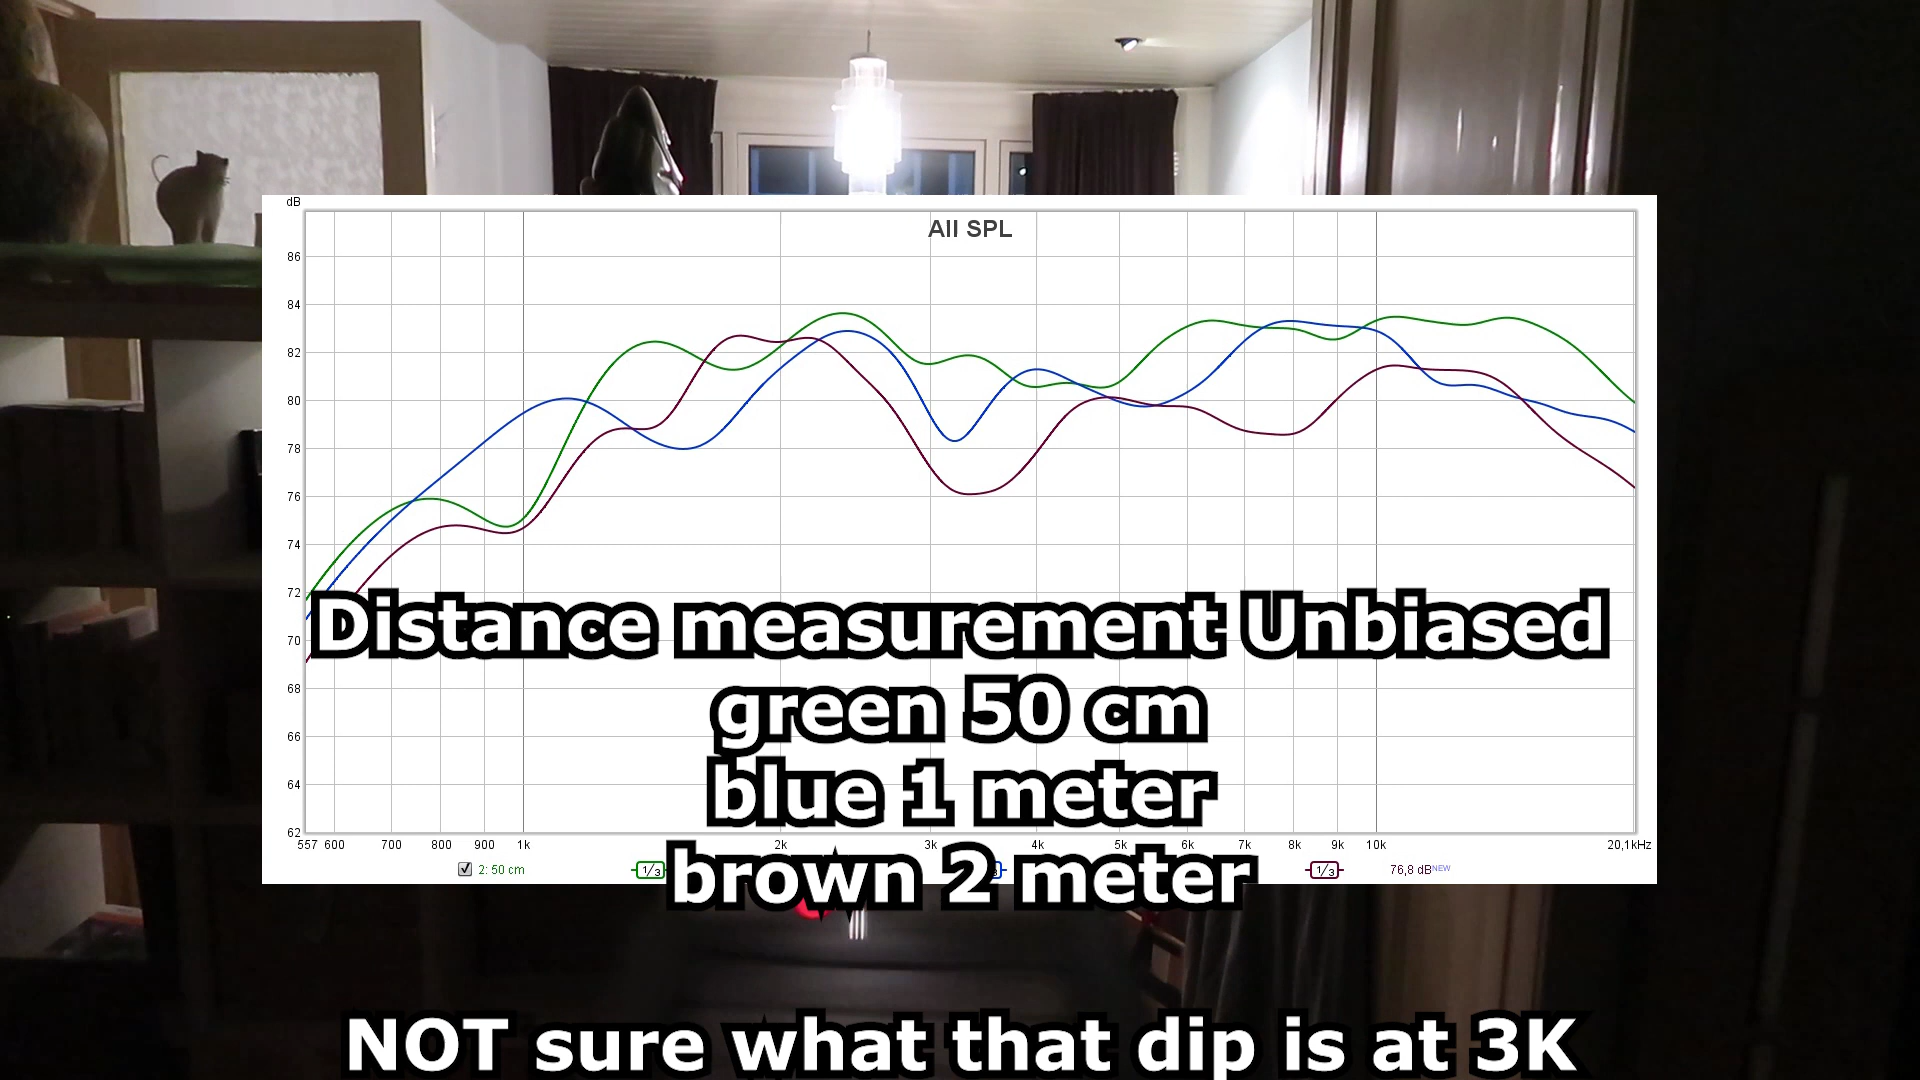 dB
All SPL
86
84
82
80
78
76
74
72
70
68
66
64
62
557 600 700 800 900 1k 2k 3k 4k 5k 6k 7k 8k 9k 10k 20,1kHz
2: 50 cm 1/3 1/3 76,8 dB NEW
Distance measurement Unbiased
green 50 cm
blue 1 meter
brown 2 meter
NOT sure what that dip is at 3K